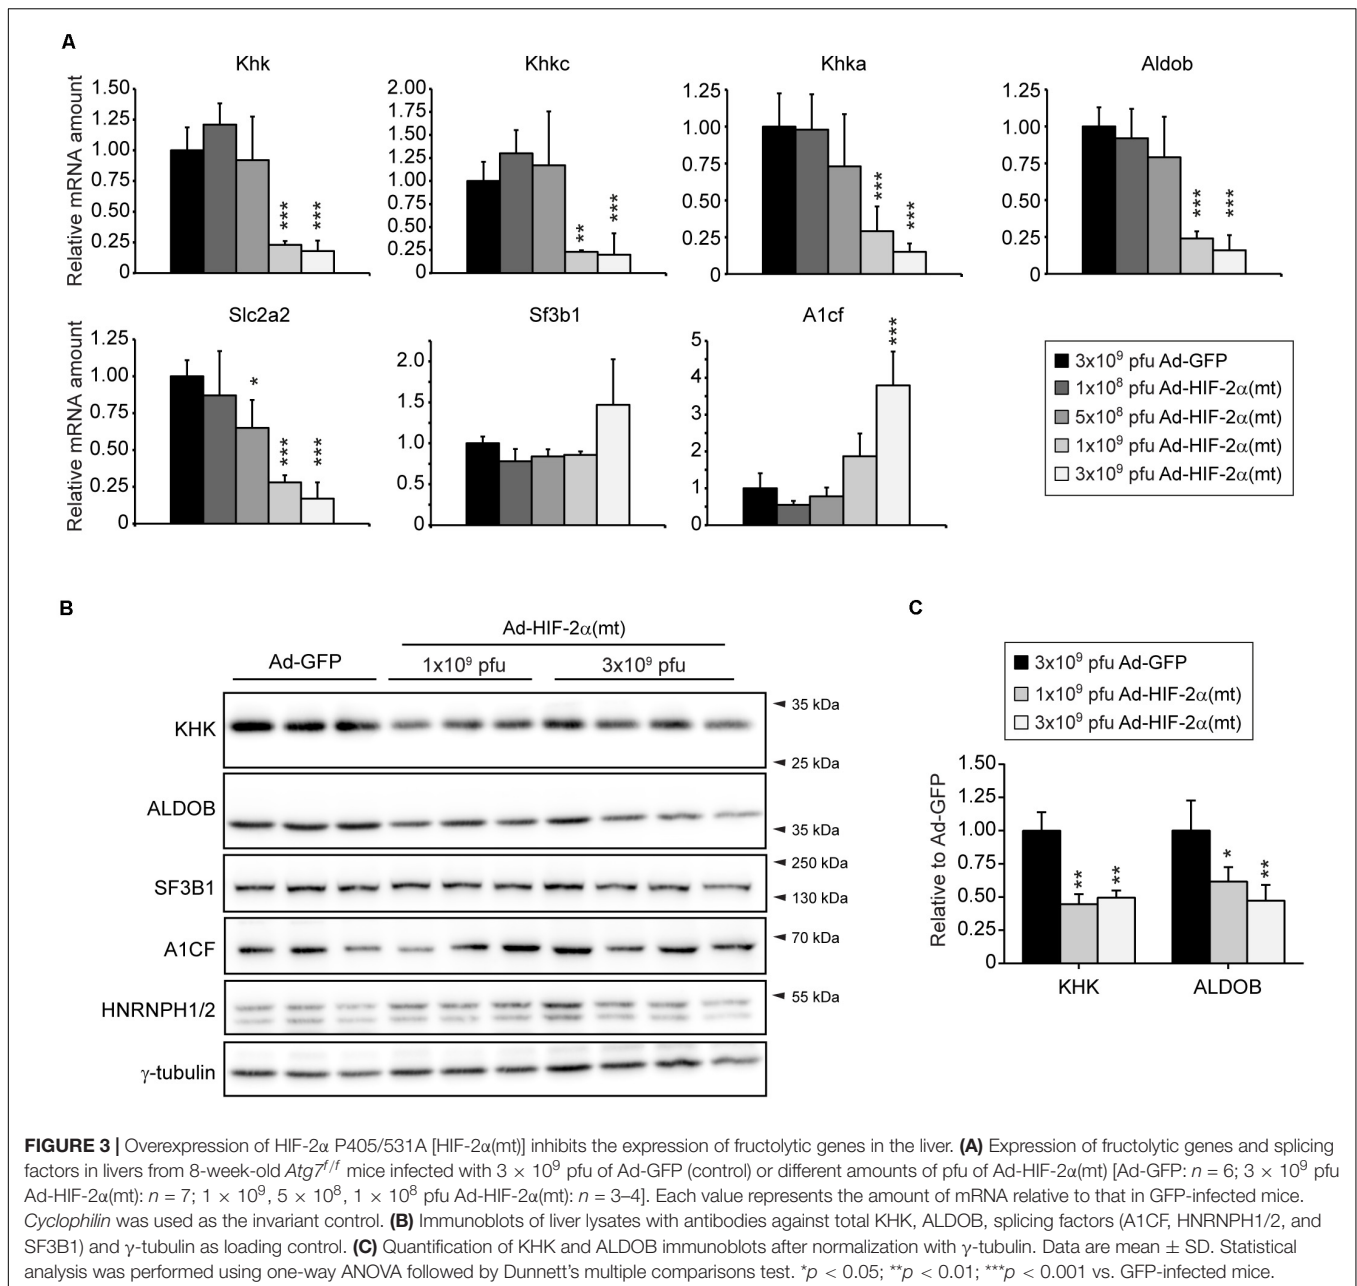 A
Khk
Khkc
Khka
Aldob
Relative mRNA amount
1.50
1.25
1.00
0.75
0.50
0.25
0
***
***
2.00
1.75
1.50
1.25
1.00
0.75
0.50
0.25
0
**
***
1.25
1.00
0.75
0.50
0.25
0
***
***
1.25
1.00
0.75
0.50
0.25
0
***
***
Slc2a2
Sf3b1
A1cf
Relative mRNA amount
1.25
1.00
0.75
0.50
0.25
0
*
***
***
2.0
1.5
1.0
0.5
0
5
4
3
2
1
0
***
3x10⁹ pfu Ad-GFP
1x10⁸ pfu Ad-HIF-2α(mt)
5x10⁸ pfu Ad-HIF-2α(mt)
1x10⁹ pfu Ad-HIF-2α(mt)
3x10⁹ pfu Ad-HIF-2α(mt)
B
Ad-HIF-2α(mt)
Ad-GFP
1x10⁹ pfu
3x10⁹ pfu
KHK
35 kDa
25 kDa
ALDOB
35 kDa
SF3B1
250 kDa
130 kDa
A1CF
70 kDa
HNRNPH1/2
55 kDa
γ-tubulin
C
3x10⁹ pfu Ad-GFP
1x10⁹ pfu Ad-HIF-2α(mt)
3x10⁹ pfu Ad-HIF-2α(mt)
Relative to Ad-GFP
1.50
1.25
1.00
0.75
0.50
0.25
0
**
**
*
**
KHK
ALDOB
FIGURE 3 | Overexpression of HIF-2α P405/531A [HIF-2α(mt)] inhibits the expression of fructolytic genes in the liver. (A) Expression of fructolytic genes and splicing
factors in livers from 8-week-old Atg7^f/f mice infected with 3 × 10⁹ pfu of Ad-GFP (control) or different amounts of pfu of Ad-HIF-2α(mt) [Ad-GFP: n = 6; 3 × 10⁹ pfu
Ad-HIF-2α(mt): n = 7; 1 × 10⁹, 5 × 10⁸, 1 × 10⁸ pfu Ad-HIF-2α(mt): n = 3–4]. Each value represents the amount of mRNA relative to that in GFP-infected mice.
Cyclophilin was used as the invariant control. (B) Immunoblots of liver lysates with antibodies against total KHK, ALDOB, splicing factors (A1CF, HNRNPH1/2, and
SF3B1) and γ-tubulin as loading control. (C) Quantification of KHK and ALDOB immunoblots after normalization with γ-tubulin. Data are mean ± SD. Statistical
analysis was performed using one-way ANOVA followed by Dunnett's multiple comparisons test. *p < 0.05; **p < 0.01; ***p < 0.001 vs. GFP-infected mice.